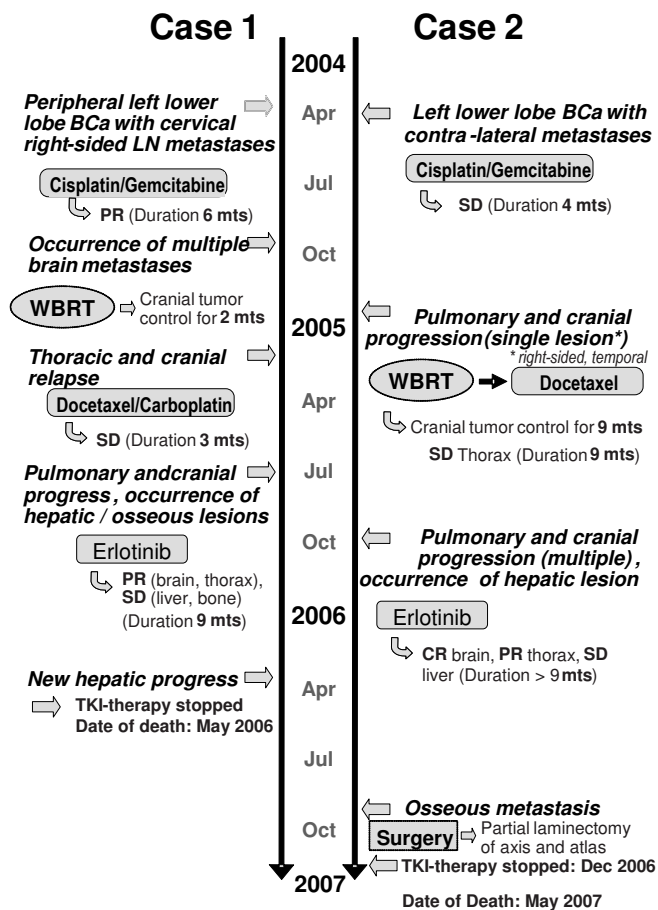 Case 1
Peripheral left lower
lobe BCa with cervical
right-sided LN metastases
Cisplatin/Gemcitabine
PR (Duration 6 mts)
Occurrence of multiple
brain metastases
WBRT
Cranial tumor
control for 2 mts
Thoracic and cranial
relapse
Docetaxel/Carboplatin
SD (Duration 3 mts)
Pulmonary andcranial
progress , occurrence of
hepatic / osseous lesions
Erlotinib
PR (brain, thorax),
SD (liver, bone)
(Duration 9 mts)
New hepatic progress
TKI-therapy stopped
Date of death: May 2006
2004
Apr
Jul
Oct
2005
Apr
Jul
Oct
2006
Apr
Jul
Oct
2007
Case 2
Left lower lobe BCa with
contra -lateral metastases
Cisplatin/Gemcitabine
SD (Duration 4 mts)
Pulmonary and cranial
progression(single lesion*)
* right-sided, temporal
WBRT
Docetaxel
Cranial tumor control for 9 mts
SD Thorax (Duration 9 mts)
Pulmonary and cranial
progression (multiple) ,
occurrence of hepatic lesion
Erlotinib
CR brain, PR thorax, SD
liver (Duration > 9 mts)
Osseous metastasis
Surgery
Partial laminectomy
of axis and atlas
TKI-therapy stopped: Dec 2006
Date of Death: May 2007